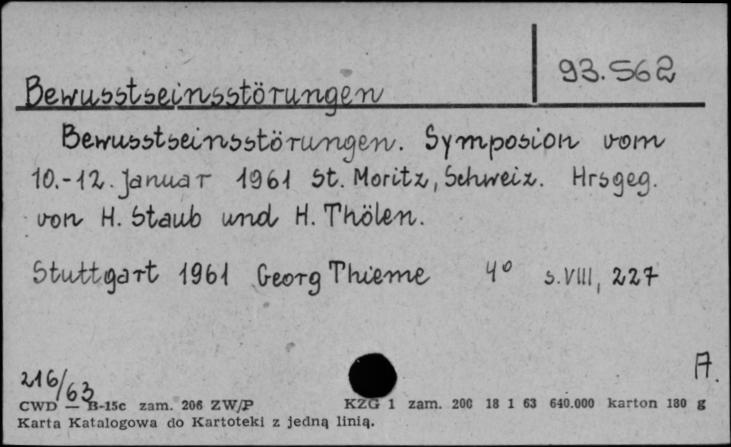 93.562
Bewusstseinsstörungen
Bewusstseinsstörungen. Symposion vom
10.-12. Januar 1961 St. Moritz, Schweiz. Hrsgeg.
von H. Staub und H. Thölen.
Stuttgart 1961 Georg Thieme 4° s. VIII, 227
A.
216/63
CWD — B-15c zam. 206 ZW/P KZG 1 zam. 206 18 1 63 640.000 karton 180 g
Karta Katalogowa do Kartoteki z jedną linią.